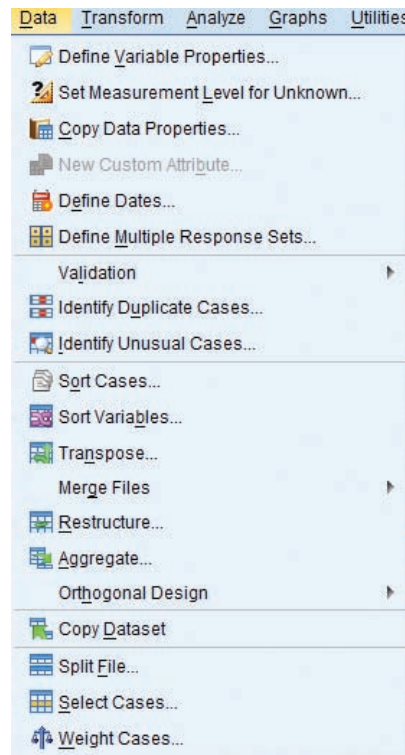 Data Transform Analyze Graphs Utilities
Define Variable Properties...
Set Measurement Level for Unknown...
Copy Data Properties...
New Custom Attribute...
Define Dates...
Define Multiple Response Sets...
Validation
Identify Duplicate Cases...
Identify Unusual Cases...
Sort Cases...
Sort Variables...
Transpose...
Merge Files
Restructure...
Aggregate...
Orthogonal Design
Copy Dataset
Split File...
Select Cases...
Weight Cases...